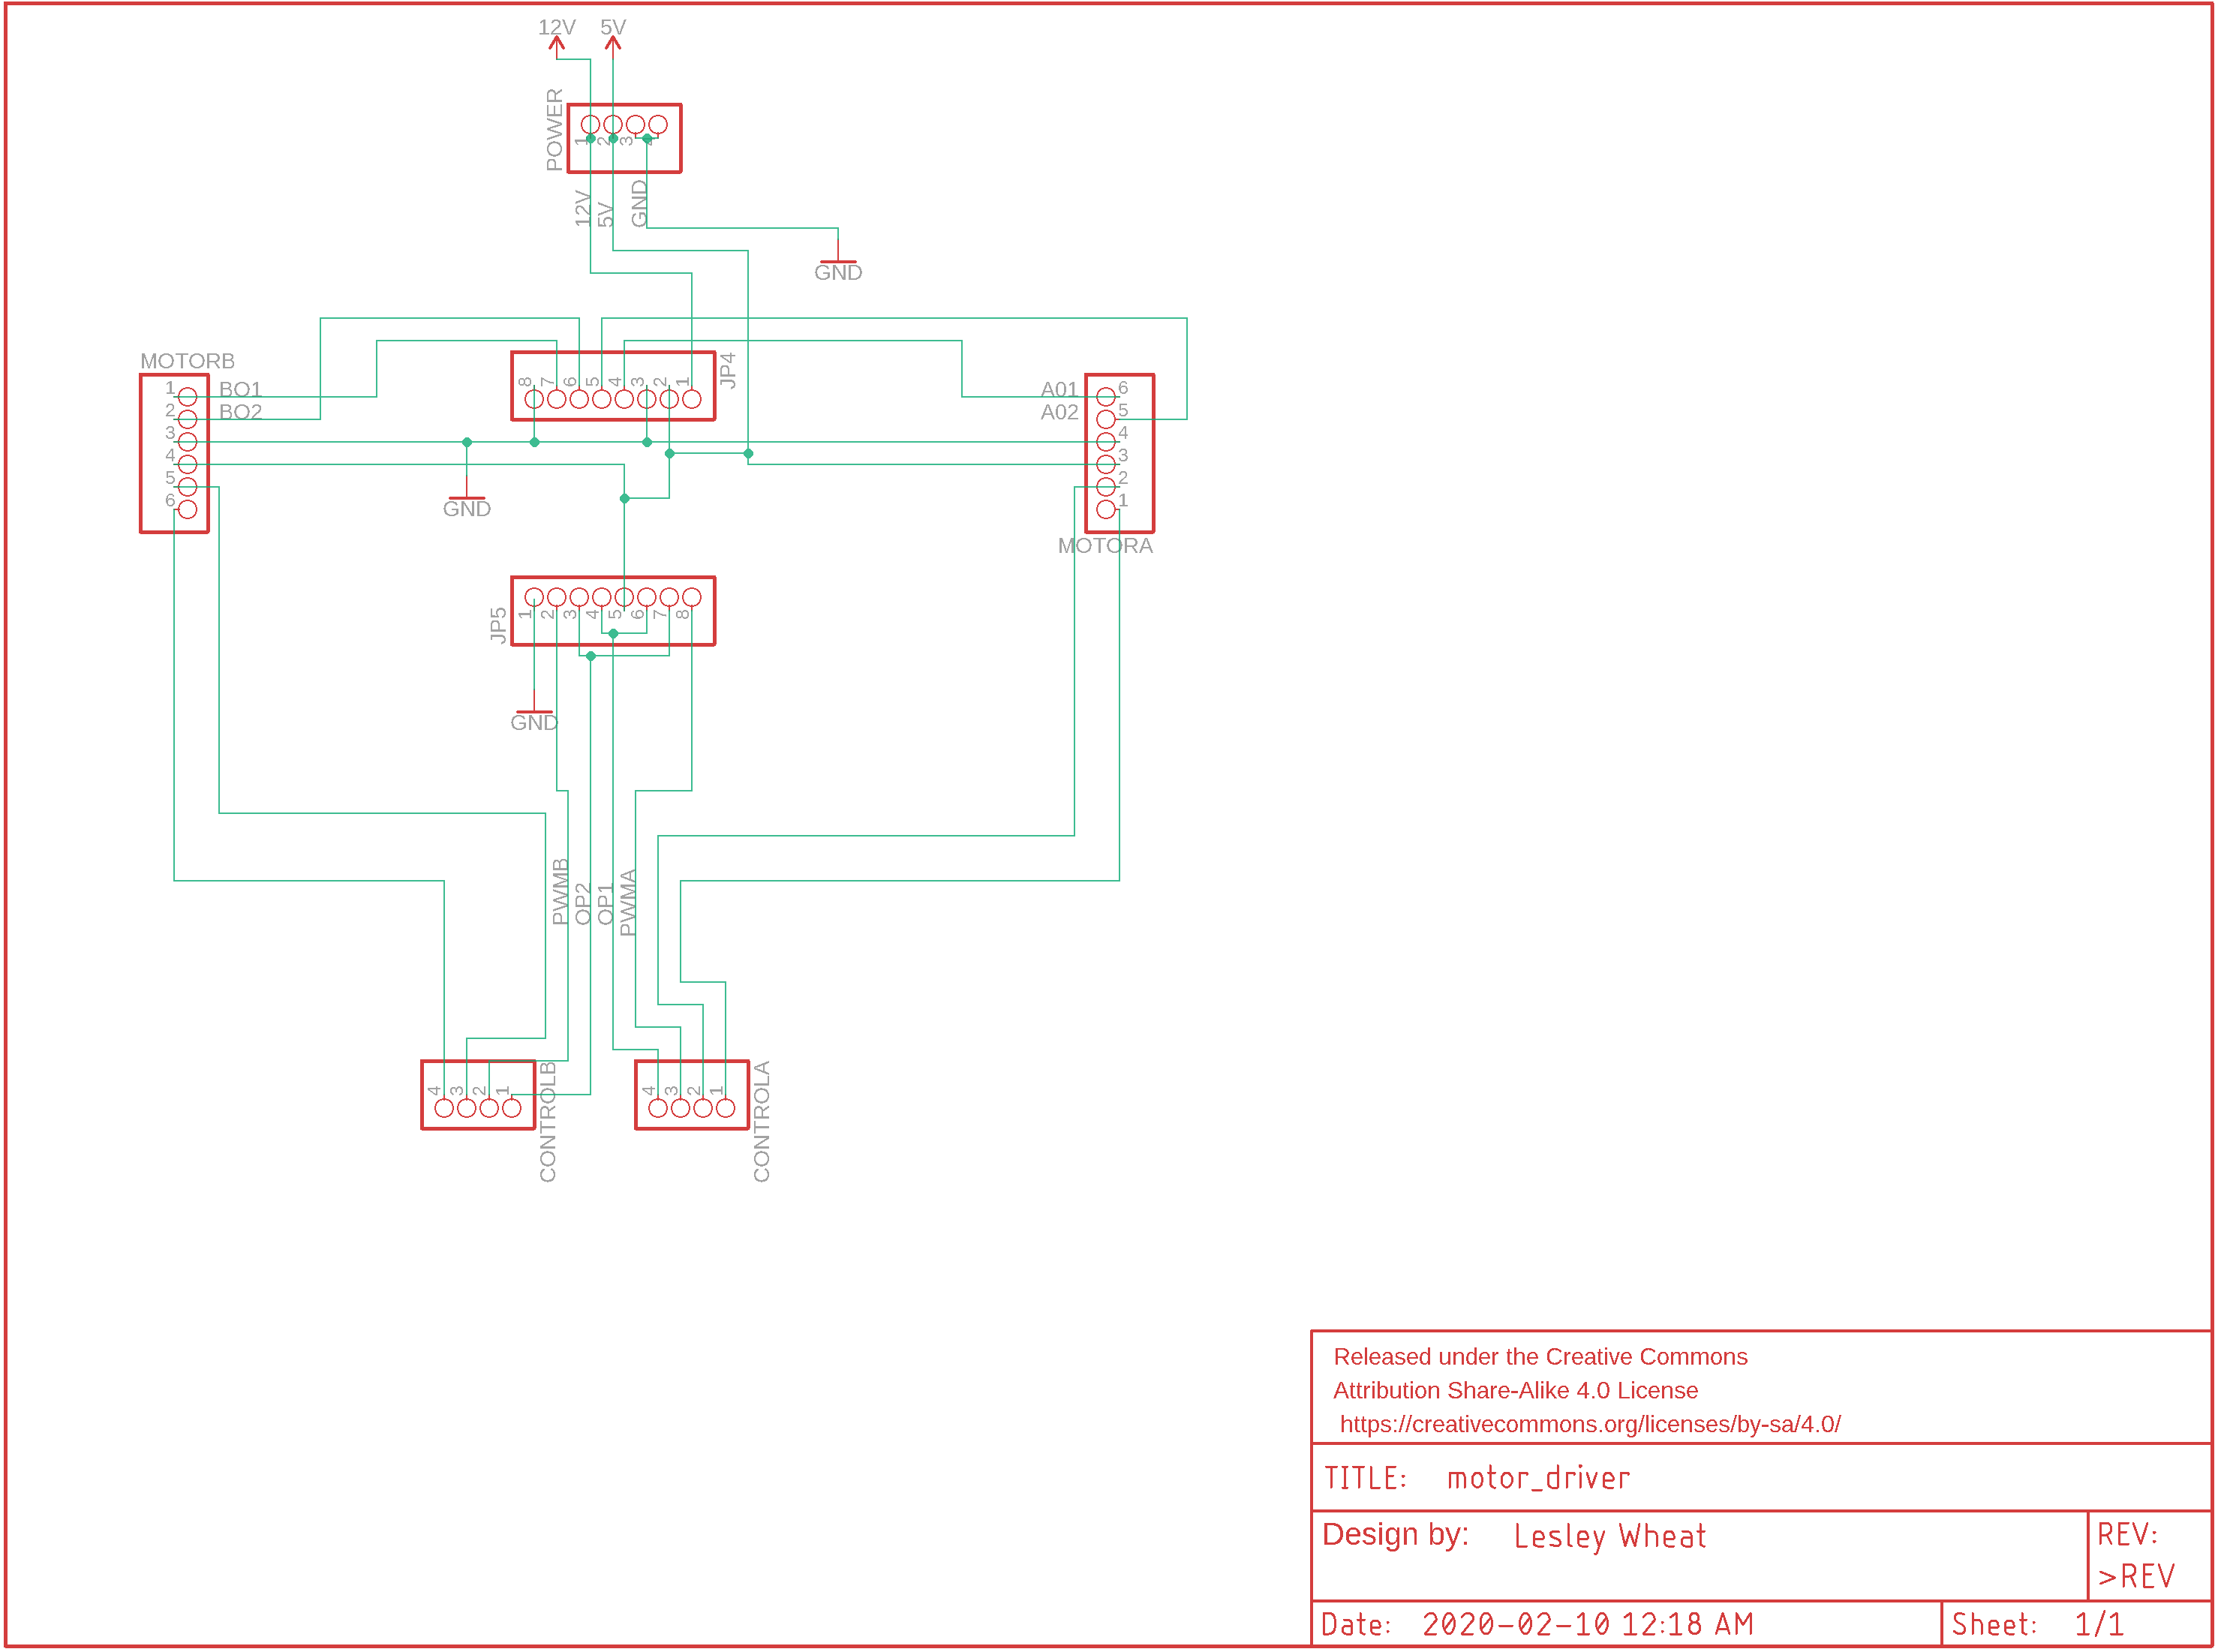 12V 5V
POWER
1 2 3
12V 5V GND
GND
MOTORB
1 BO1
2 BO2
3
4
5
6
8 7 6 5 4 3 2 1
JP4
A01 6
A02 5
4
3
2
1
MOTORA
GND
JP5
1 2 3 4 5 6 7 8
GND
PWMB
OP2
OP1
PWMA
4 3 2 1
CONTROLB
4 3 2 1
CONTROLA
Released under the Creative Commons
Attribution Share-Alike 4.0 License
https://creativecommons.org/licenses/by-sa/4.0/
TITLE: motor_driver
Design by: Lesley Wheat
REV:
>REV
Date: 2020-02-10 12:18 AM
Sheet: 1/1